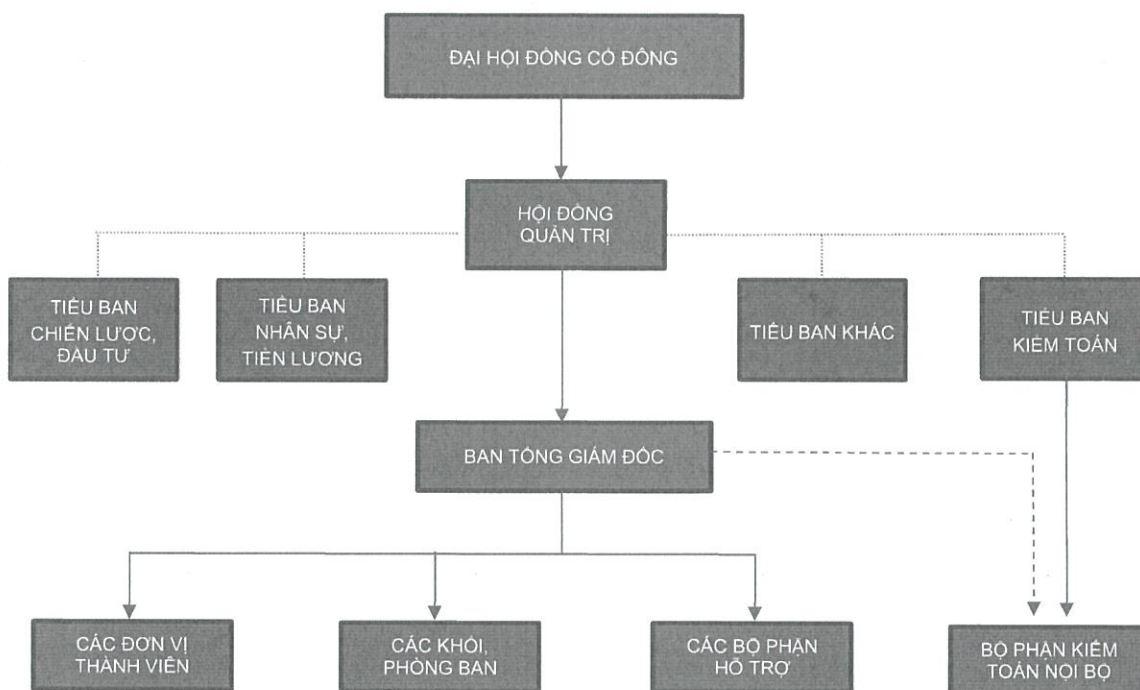 ĐẠI HỘI ĐỒNG CỔ ĐÔNG
HỘI ĐỒNG
QUẢN TRỊ
TIỂU BAN
CHIẾN LƯỢC,
ĐẦU TƯ
TIỂU BAN
NHÂN SỰ,
TIỀN LƯƠNG
TIỂU BAN KHÁC
TIỂU BAN
KIỂM TOÁN
BAN TỔNG GIÁM ĐỐC
CÁC ĐƠN VỊ
THÀNH VIÊN
CÁC KHỐI,
PHÒNG BAN
CÁC BỘ PHẬN
HỖ TRỢ
BỘ PHẬN KIỂM
TOÁN NỘI BỘ